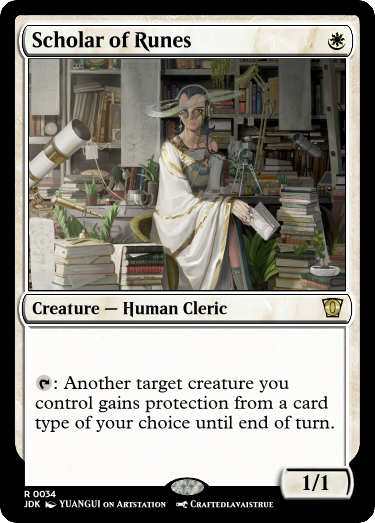 Scholar of Runes
Creature — Human Cleric
: Another target creature you
control gains protection from a card
type of your choice until end of turn.
1/1
R 0034
JDK YUANGUI on ArtStation CRAFTEDLAVAISTRUE